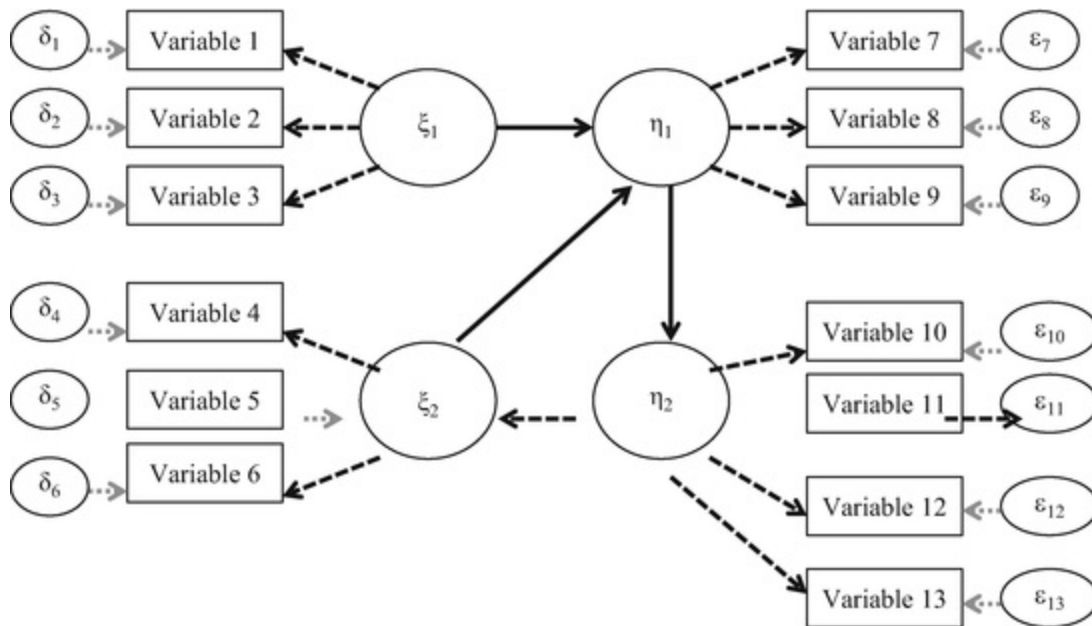 δ1 Variable 1 Variable 7 ε7
δ2 Variable 2 ξ1 η1 Variable 8 ε8
δ3 Variable 3 Variable 9 ε9
δ4 Variable 4 Variable 10 ε10
δ5 Variable 5 ξ2 η2 Variable 11 ε11
δ6 Variable 6 Variable 12 ε12
Variable 13 ε13